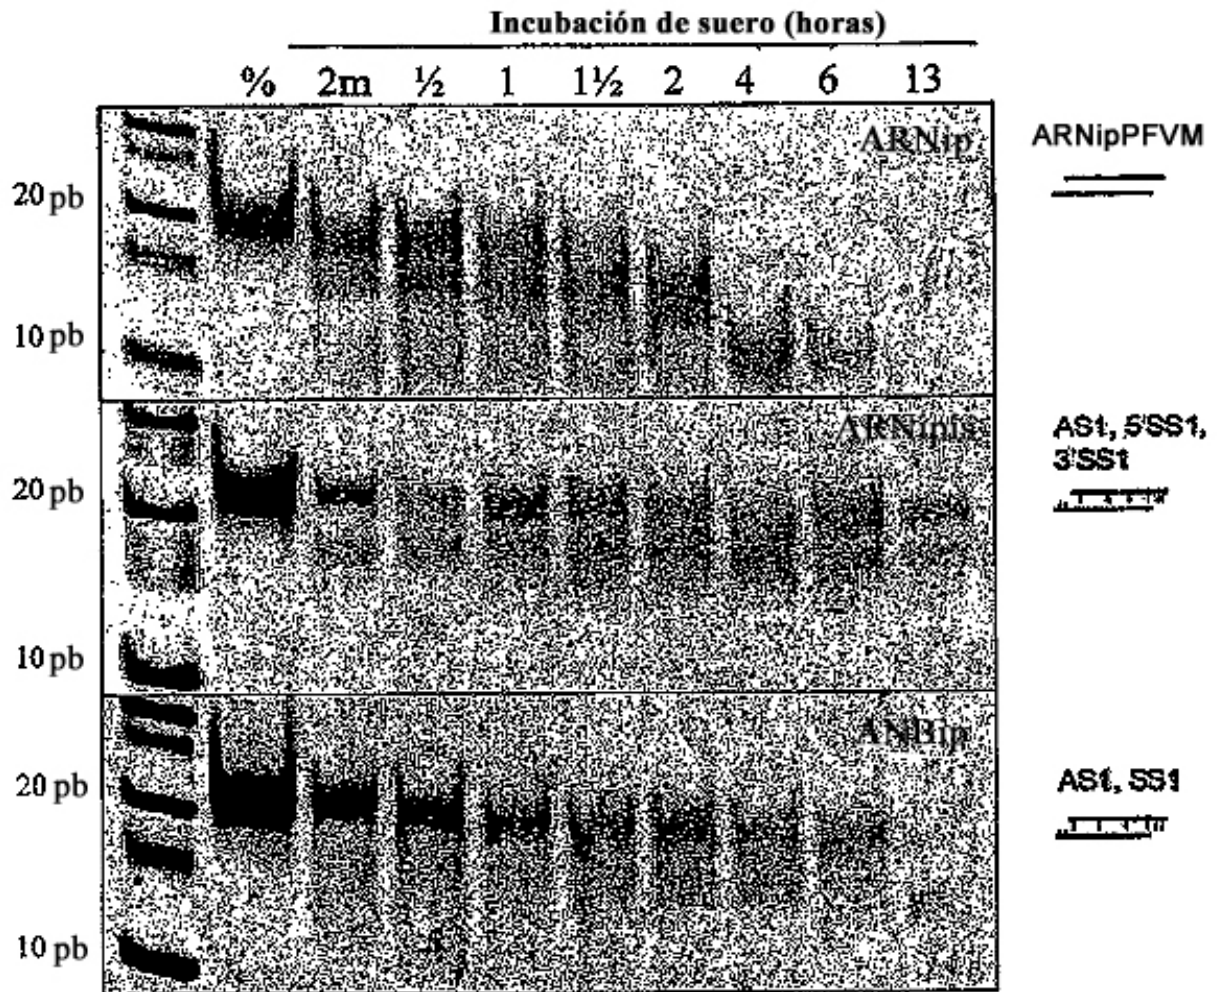 Incubación de suero (horas)
% 2m ½ 1 1½ 2 4 6 13
ARNip
ARNipPFVM
20 pb
10 pb
ARNipis
AS1, 5'SS1,
3'SS1
20 pb
10 pb
ANBip
AS1, SS1
20 pb
10 pb